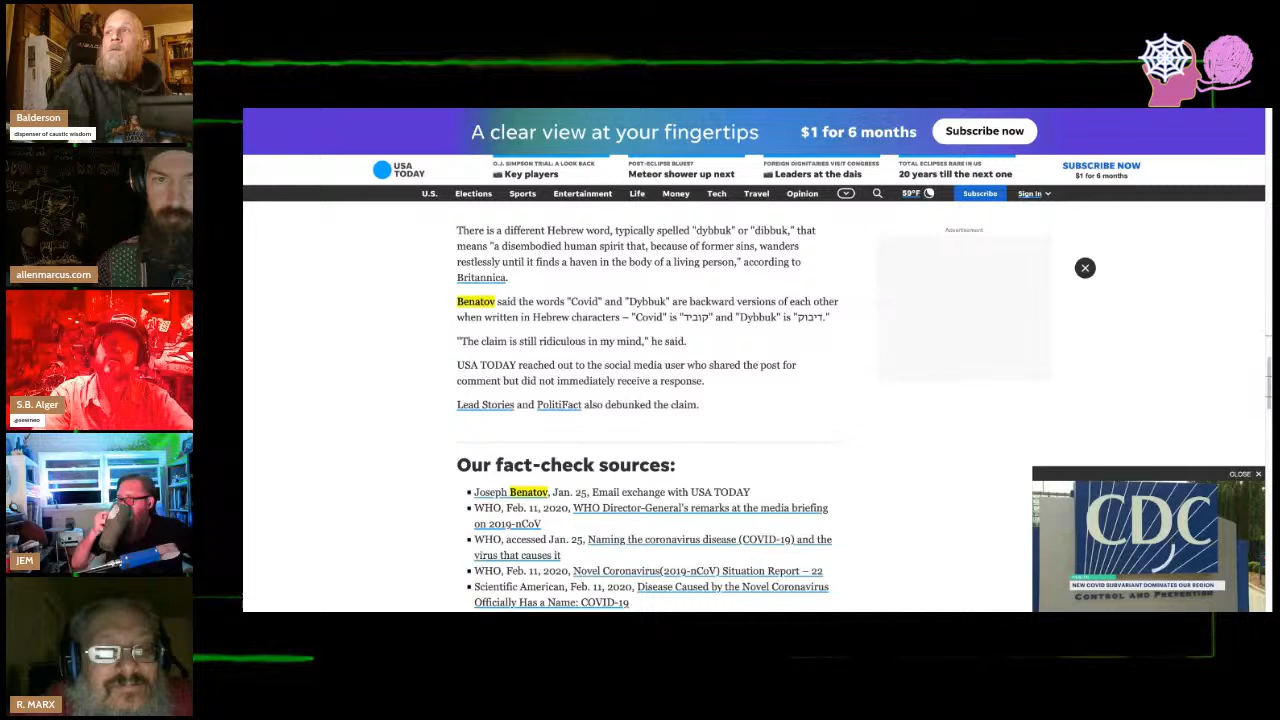 Balderson
dispenser of caustic wisdom
allenmarcus.com
S.B. Alger
JEM
R. MARX
A clear view at your fingertips $1 for 6 months Subscribe now
USA
TODAY
O.J. SIMPSON TRIAL: A LOOK BACK
Key players
POST-ECLIPSE BLUES?
Meteor shower up next
FOREIGN DIGNITARIES VISIT CONGRESS
Leaders at the dais
TOTAL ECLIPSES RARE IN US
20 years till the next one
SUBSCRIBE NOW
$1 for 6 months
U.S. Elections Sports Entertainment Life Money Tech Travel Opinion 59°F Subscribe Sign In
There is a different Hebrew word, typically spelled "dybbuk" or "dibbuk," that
means "a disembodied human spirit that, because of former sins, wanders
restlessly until it finds a haven in the body of a living person," according to
Britannica.
Benatov said the words "Covid" and "Dybbuk" are backward versions of each other
when written in Hebrew characters – "Covid" is "קוביד" and "Dybbuk" is "דיבוק."
"The claim is still ridiculous in my mind," he said.
USA TODAY reached out to the social media user who shared the post for
comment but did not immediately receive a response.
Lead Stories and PolitiFact also debunked the claim.
Our fact-check sources:
Joseph Benatov, Jan. 25, Email exchange with USA TODAY
WHO, Feb. 11, 2020, WHO Director-General's remarks at the media briefing
on 2019-nCoV
WHO, accessed Jan. 25, Naming the coronavirus disease (COVID-19) and the
virus that causes it
WHO, Feb. 11, 2020, Novel Coronavirus(2019-nCoV) Situation Report – 22
Scientific American, Feb. 11, 2020, Disease Caused by the Novel Coronavirus
Officially Has a Name: COVID-19
Advertisement
CLOSE
CDC
NEW COVID SUBVARIANT DOMINATES OUR REGION
CONTROL AND PREVENTION